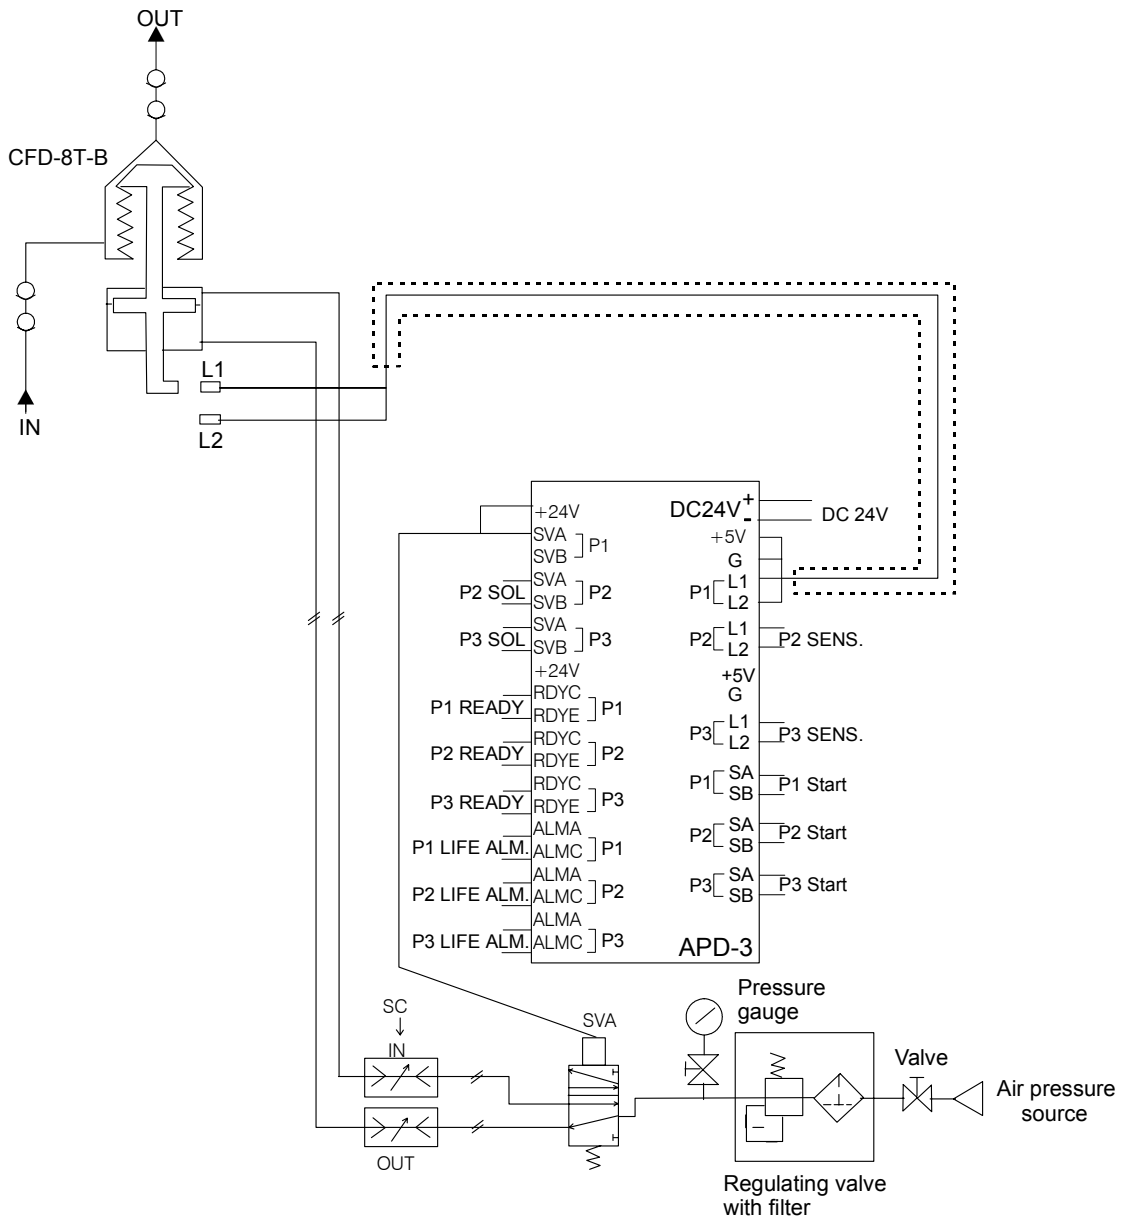 OUT
CFD-8T-B
IN
L1
L2
+24V
SVA
SVB
P1
P2 SOL
SVA
SVB
P2
P3 SOL
SVA
SVB
P3
+24V
P1 READY
RDYC
RDYE
P1
P2 READY
RDYC
RDYE
P2
P3 READY
RDYC
RDYE
P3
P1 LIFE ALM.
ALMA
ALMC
P1
P2 LIFE ALM.
ALMA
ALMC
P2
P3 LIFE ALM.
ALMA
ALMC
P3
DC24V
+
-
DC 24V
+5V
G
P1
L1
L2
P2
L1
L2
P2 SENS.
+5V
G
P3
L1
L2
P3 SENS.
P1
SA
SB
P1 Start
P2
SA
SB
P2 Start
P3
SA
SB
P3 Start
APD-3
SC
IN
OUT
SVA
Pressure
gauge
Valve
Air pressure
source
Regulating valve
with filter